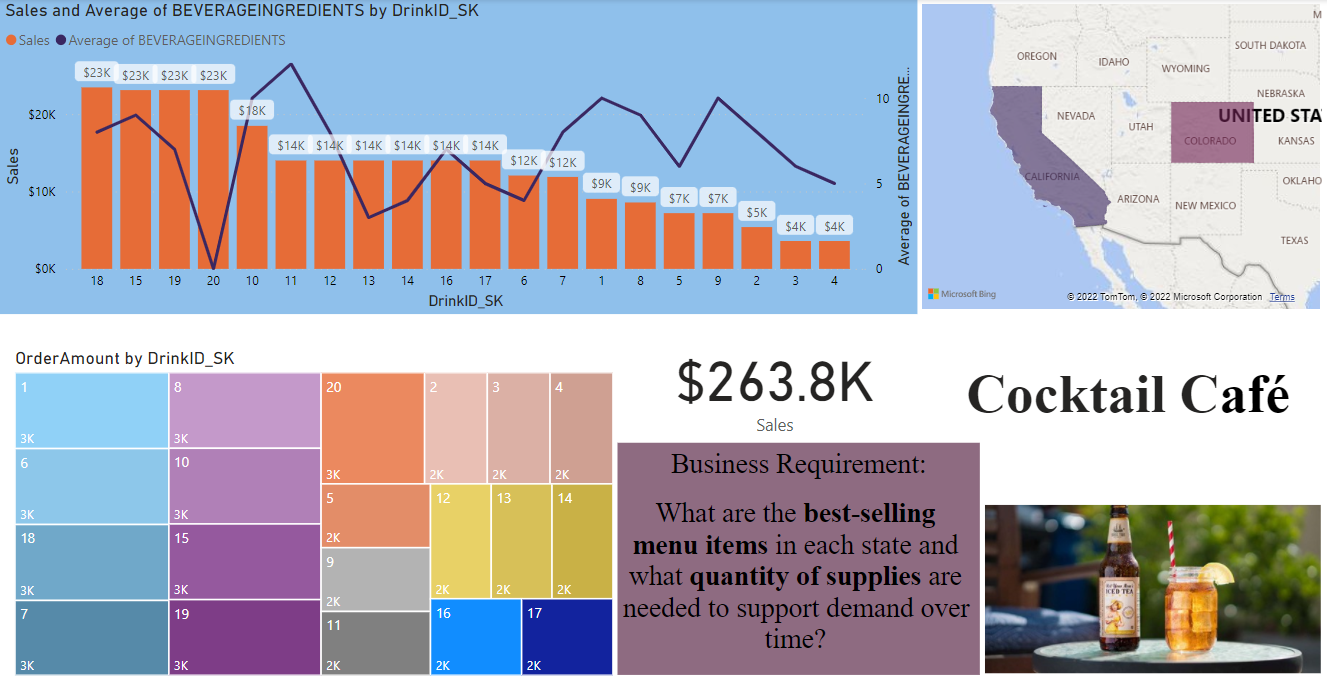 Sales and Average of BEVERAGEINGREDIENTS by DrinkID_SK
Sales Average of BEVERAGEINGREDIENTS
$23K $23K $23K $23K $18K $14K $14K $14K $14K $14K $14K $12K $12K $9K $9K $7K $7K $5K $4K $4K
$20K
$10K
$0K
Sales
10
5
0
Average of BEVERAGEINGRE...
18 15 19 20 10 11 12 13 14 16 17 6 7 1 8 5 9 2 3 4
DrinkID_SK
M
SOUTH DAKOTA
OREGON
IDAHO
WYOMING
NEBRASKA
NEVADA
UNITED STA
UTAH
COLORADO
KANSAS
CALIFORNIA
OKLAHO
ARIZONA
NEW MEXICO
TEXAS
Microsoft Bing
© 2022 TomTom, © 2022 Microsoft Corporation Terms
OrderAmount by DrinkID_SK
1
3K
6
3K
18
3K
7
3K
8
3K
10
3K
15
3K
19
3K
20
3K
5
2K
9
2K
11
2K
2
2K
3
2K
4
2K
12
2K
13
2K
14
2K
16
2K
17
2K
$263.8K
Sales
Cocktail Café
Business Requirement:
What are the best-selling
menu items in each state and
what quantity of supplies are
needed to support demand over
time?
ICED TEA